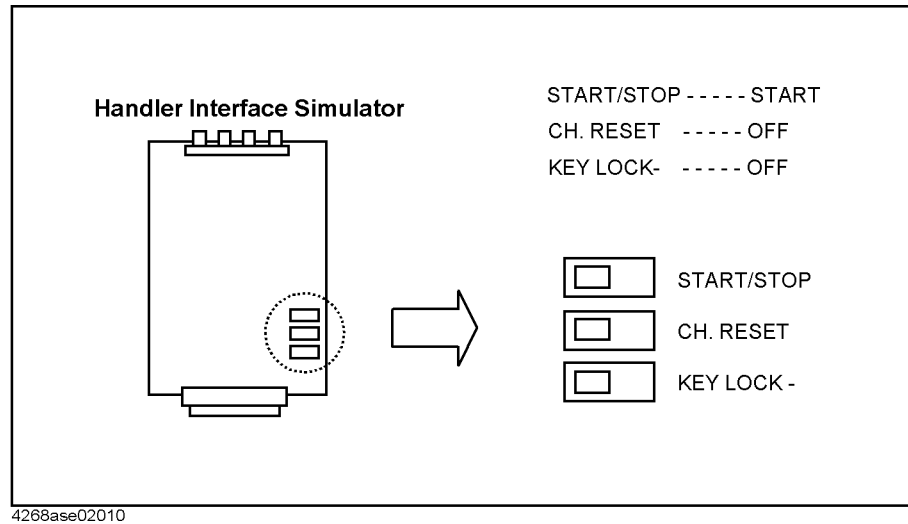 Handler Interface Simulator
START/STOP - - - - - START
CH. RESET - - - - - OFF
KEY LOCK- - - - - - OFF
START/STOP
CH. RESET
KEY LOCK -
4268ase02010